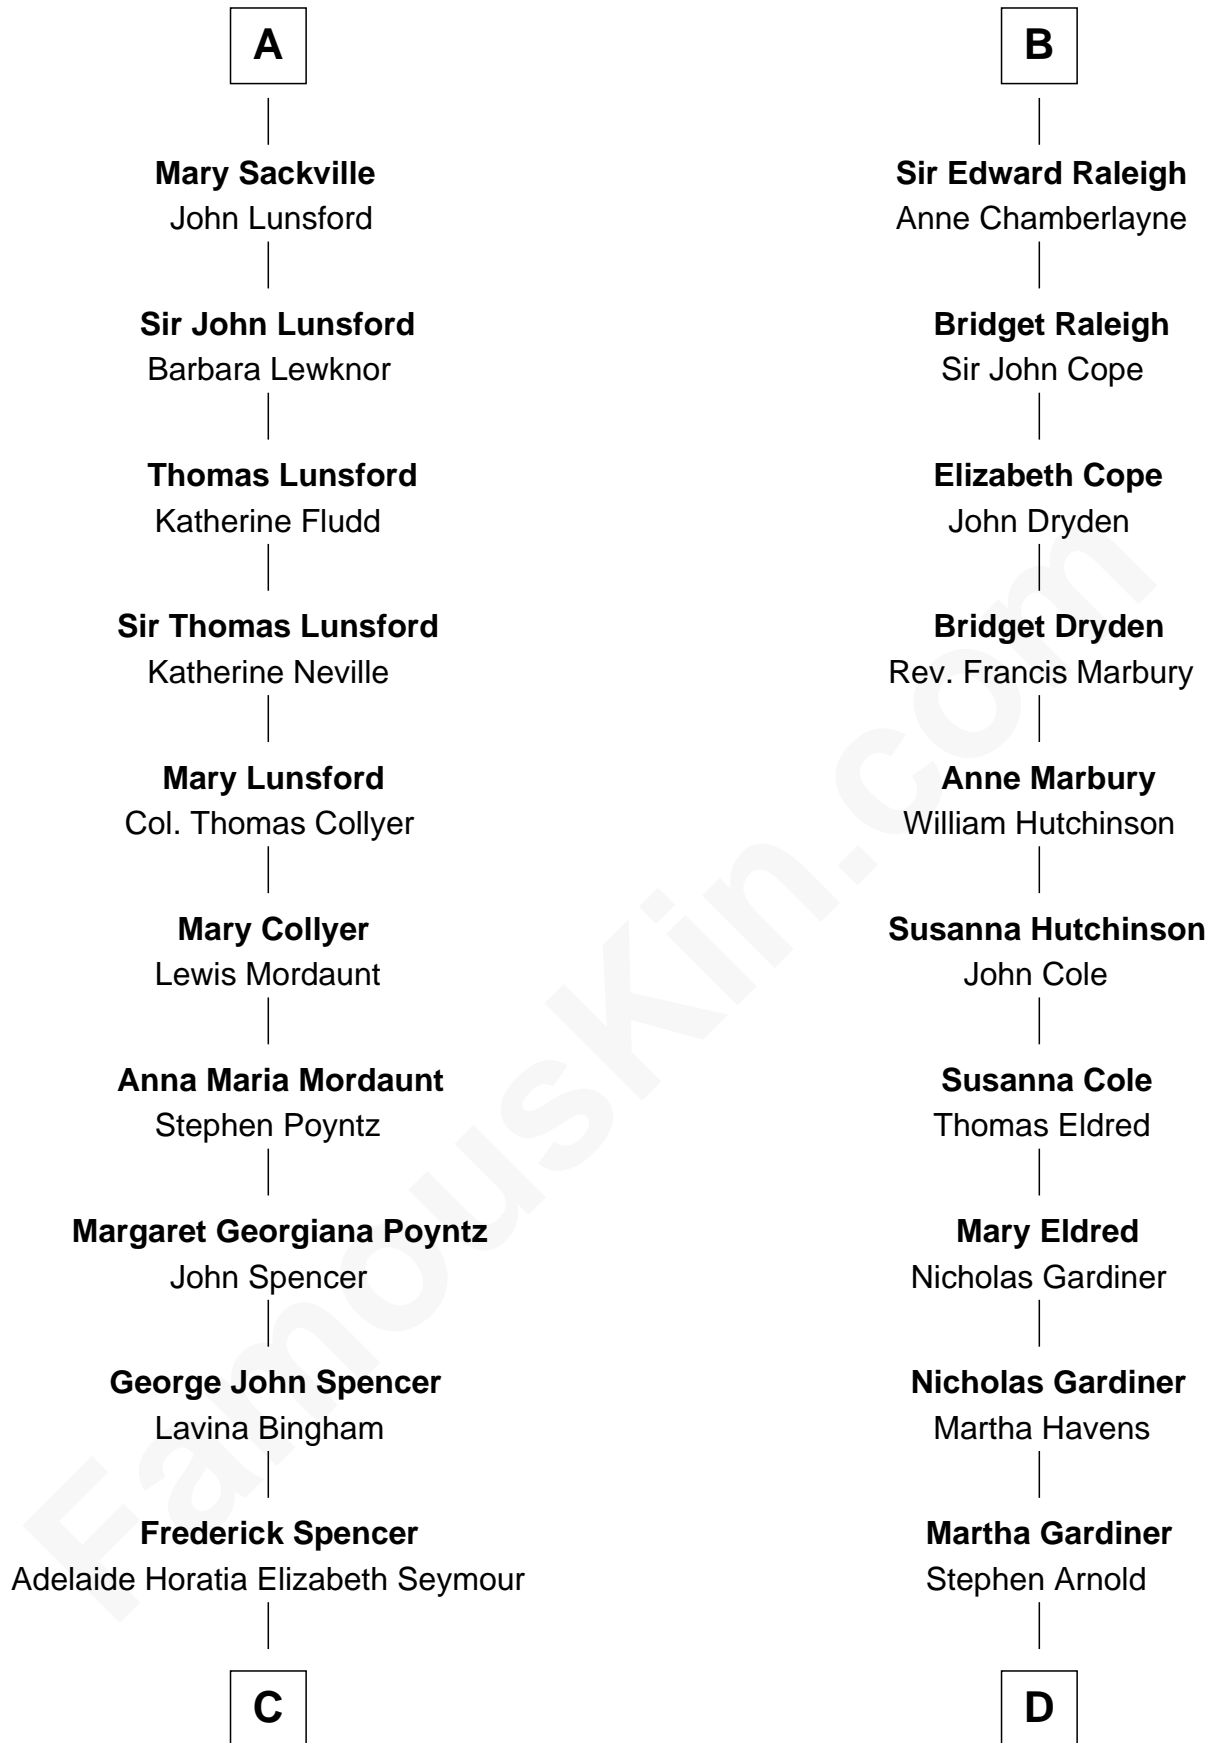 A
Mary Sackville
John Lunsford
Sir John Lunsford
Barbara Lewknor
Thomas Lunsford
Katherine Fludd
Sir Thomas Lunsford
Katherine Neville
Mary Lunsford
Col. Thomas Collyer
Mary Collyer
Lewis Mordaunt
Anna Maria Mordaunt
Stephen Poyntz
Margaret Georgiana Poyntz
John Spencer
George John Spencer
Lavina Bingham
Frederick Spencer
Adelaide Horatia Elizabeth Seymour
C
B
Sir Edward Raleigh
Anne Chamberlayne
Bridget Raleigh
Sir John Cope
Elizabeth Cope
John Dryden
Bridget Dryden
Rev. Francis Marbury
Anne Marbury
William Hutchinson
Susanna Hutchinson
John Cole
Susanna Cole
Thomas Eldred
Mary Eldred
Nicholas Gardiner
Nicholas Gardiner
Martha Havens
Martha Gardiner
Stephen Arnold
D
FamousKin.com